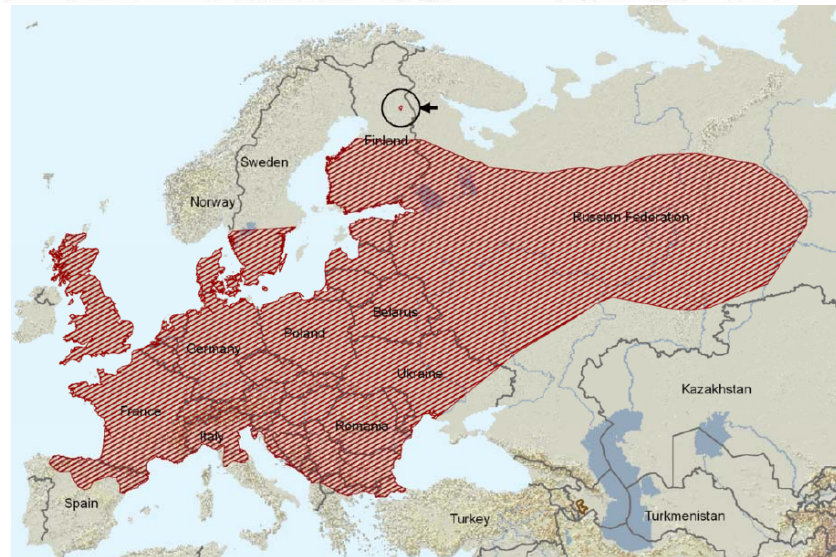 Finland
Sweden
Norway
Russian Federation
Belarus
Poland
Germany
Ukraine
Kazakhstan
France
Romania
Italy
Spain
Turkey
Turkmenistan